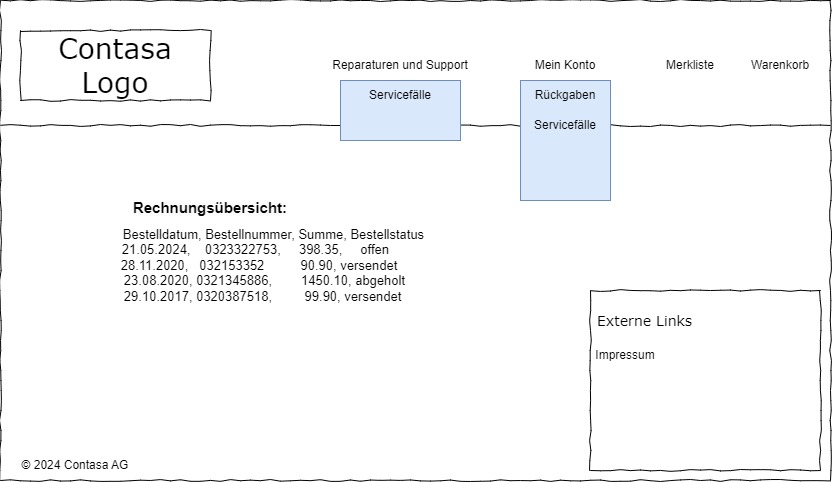 Contasa
Logo
Reparaturen und Support
Mein Konto
Merkliste
Warenkorb
Servicefälle
Rückgaben
Servicefälle
Rechnungsübersicht:
Bestelldatum, Bestellnummer, Summe, Bestellstatus
21.05.2024, 0323322753, 398.35, offen
28.11.2020, 032153352 90.90, versendet
23.08.2020, 0321345886, 1450.10, abgeholt
29.10.2017, 0320387518, 99.90, versendet
Externe Links
Impressum
© 2024 Contasa AG